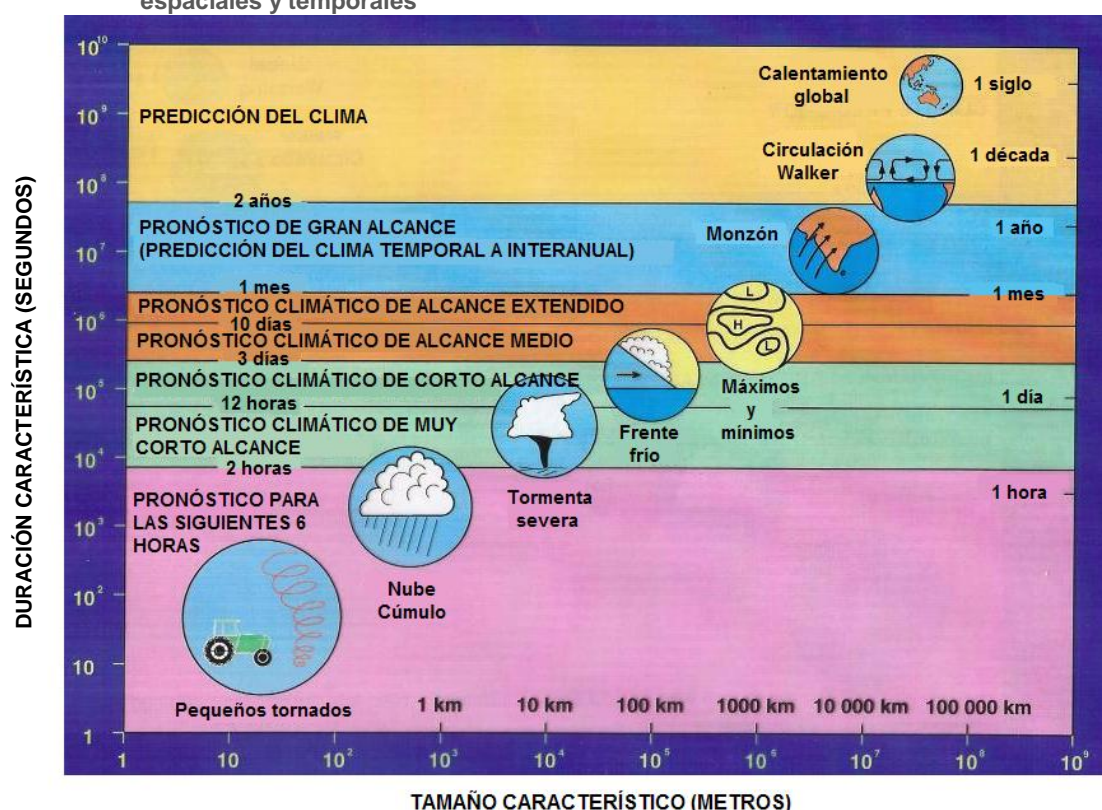 espaciales y temporales
10¹⁰
10⁹
10⁸
10⁷
10⁶
10⁵
10⁴
10³
10²
10
1
DURACIÓN CARACTERÍSTICA (SEGUNDOS)
PREDICCIÓN DEL CLIMA
2 años
PRONÓSTICO DE GRAN ALCANCE
(PREDICCIÓN DEL CLIMA TEMPORAL A INTERANUAL)
1 mes
PRONÓSTICO CLIMÁTICO DE ALCANCE EXTENDIDO
10 días
PRONÓSTICO CLIMÁTICO DE ALCANCE MEDIO
3 días
PRONÓSTICO CLIMÁTICO DE CORTO ALCANCE
12 horas
PRONÓSTICO CLIMÁTICO DE MUY
CORTO ALCANCE
2 horas
PRONÓSTICO PARA
LAS SIGUIENTES 6
HORAS
Calentamiento
global
Circulación
Walker
Monzón
L
H
L
Máximos
y
mínimos
Frente
frío
Tormenta
severa
Nube
Cúmulo
Pequeños tornados
1 siglo
1 década
1 año
1 mes
1 día
1 hora
1 km
10 km
100 km
1000 km
10 000 km
100 000 km
1
10
10²
10³
10⁴
10⁵
10⁶
10⁷
10⁸
10⁹
TAMAÑO CARACTERÍSTICO (METROS)